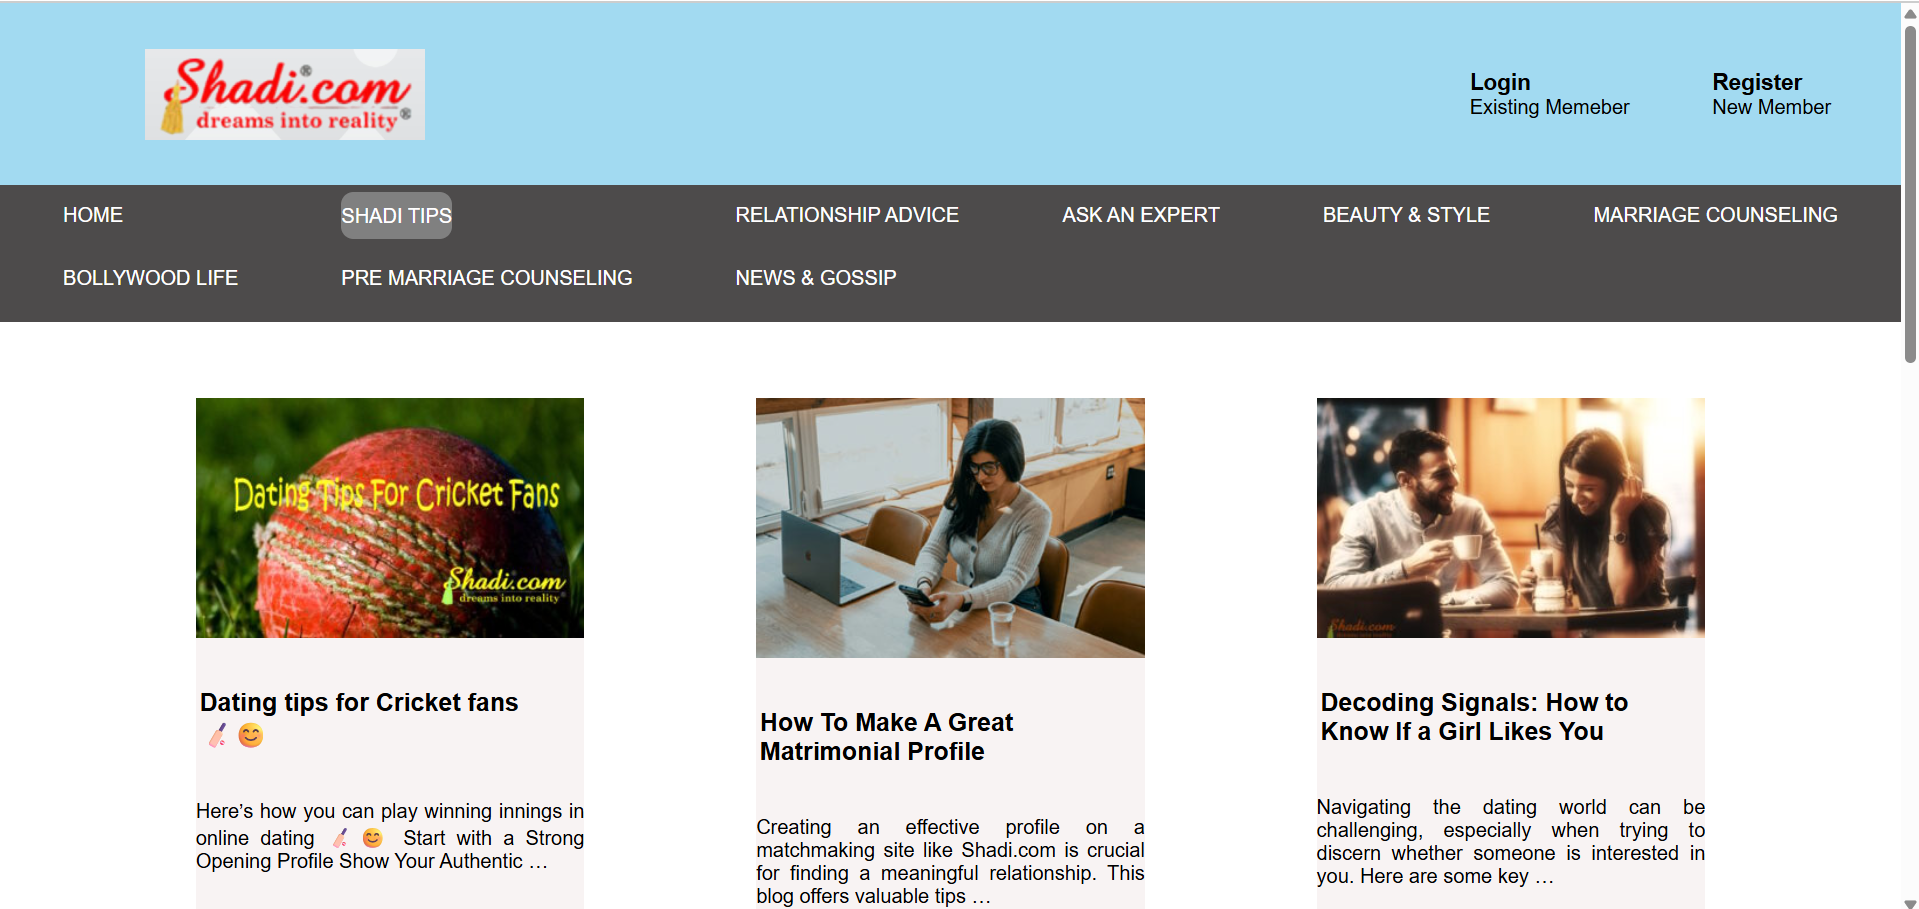 Shadi.com®
dreams into reality®
Login
Existing Memeber
Register
New Member
HOME
SHADI TIPS
RELATIONSHIP ADVICE
ASK AN EXPERT
BEAUTY & STYLE
MARRIAGE COUNSELING
BOLLYWOOD LIFE
PRE MARRIAGE COUNSELING
NEWS & GOSSIP
Dating Tips For Cricket Fans
Shadi.com
dreams into reality®
Dating tips for Cricket fans
🏏😊
Here’s how you can play winning innings in
online dating 🏏😊 Start with a Strong
Opening Profile Show Your Authentic …
How To Make A Great
Matrimonial Profile
Creating an effective profile on a
matchmaking site like Shadi.com is crucial
for finding a meaningful relationship. This
blog offers valuable tips …
Shadi.com
Decoding Signals: How to
Know If a Girl Likes You
Navigating the dating world can be
challenging, especially when trying to
discern whether someone is interested in
you. Here are some key …